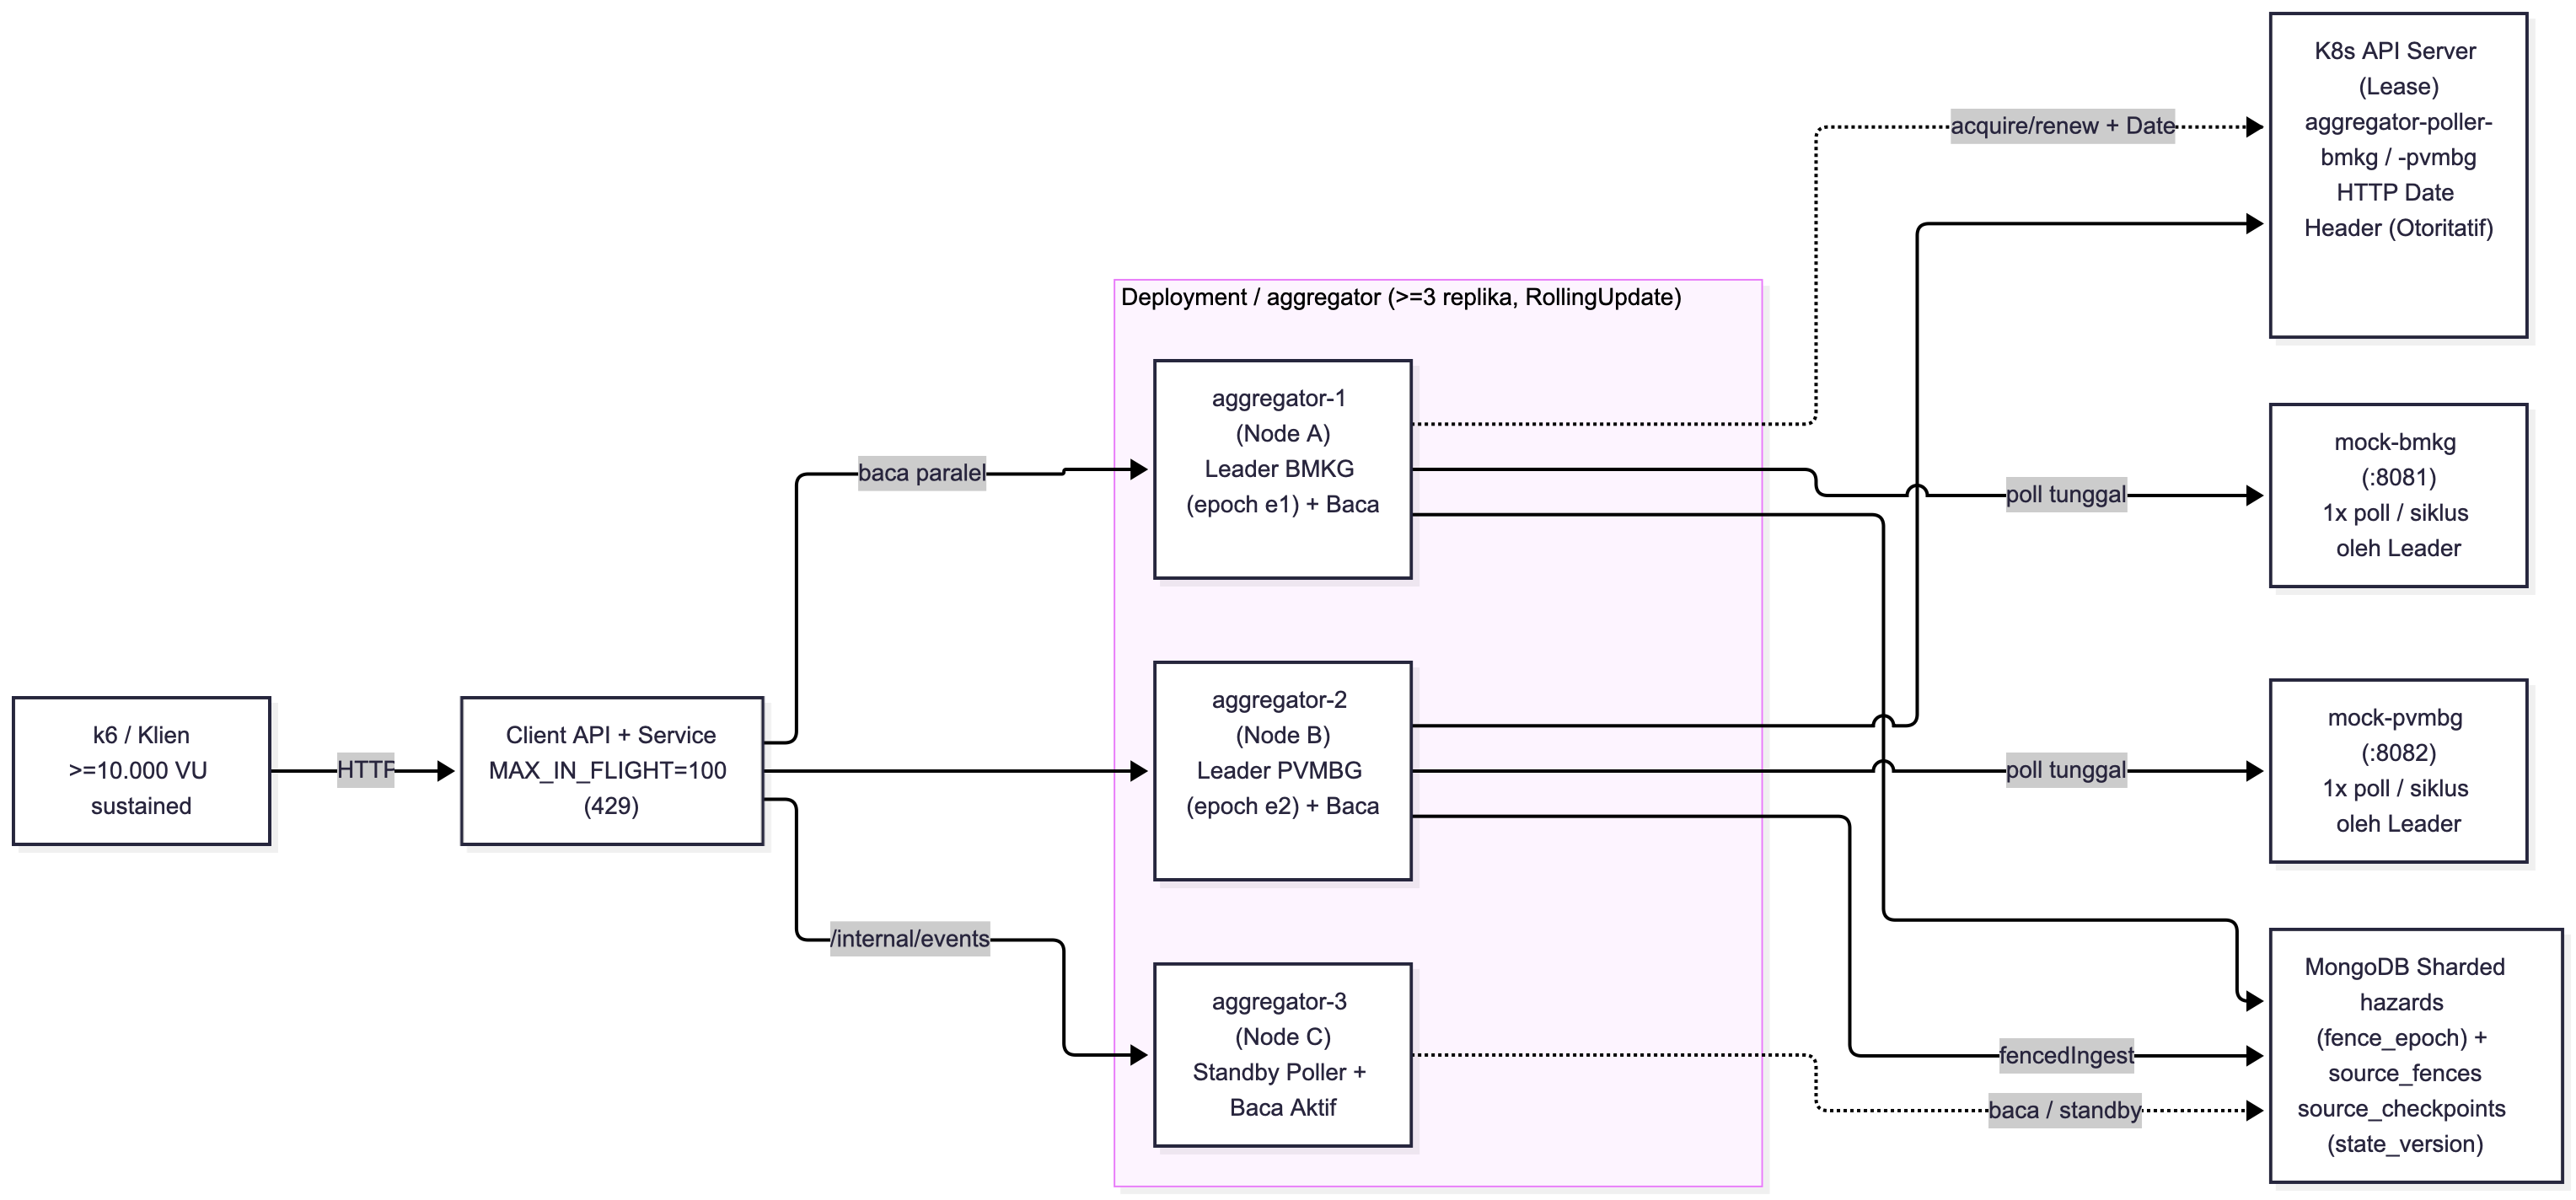 k6 / Klien
>=10.000 VU
sustained
HTTP
Client API + Service
MAX_IN_FLIGHT=100
(429)
baca paralel
/internal/events
Deployment / aggregator (>=3 replika, RollingUpdate)
aggregator-1
(Node A)
Leader BMKG
(epoch e1) + Baca
aggregator-2
(Node B)
Leader PVMBG
(epoch e2) + Baca
aggregator-3
(Node C)
Standby Poller +
Baca Aktif
acquire/renew + Date
poll tunggal
poll tunggal
fencedIngest
baca / standby
K8s API Server
(Lease)
aggregator-poller-
bmkg / -pvmbg
HTTP Date
Header (Otoritatif)
mock-bmkg
(:8081)
1x poll / siklus
oleh Leader
mock-pvmbg
(:8082)
1x poll / siklus
oleh Leader
MongoDB Sharded
hazards
(fence_epoch) +
source_fences
source_checkpoints
(state_version)